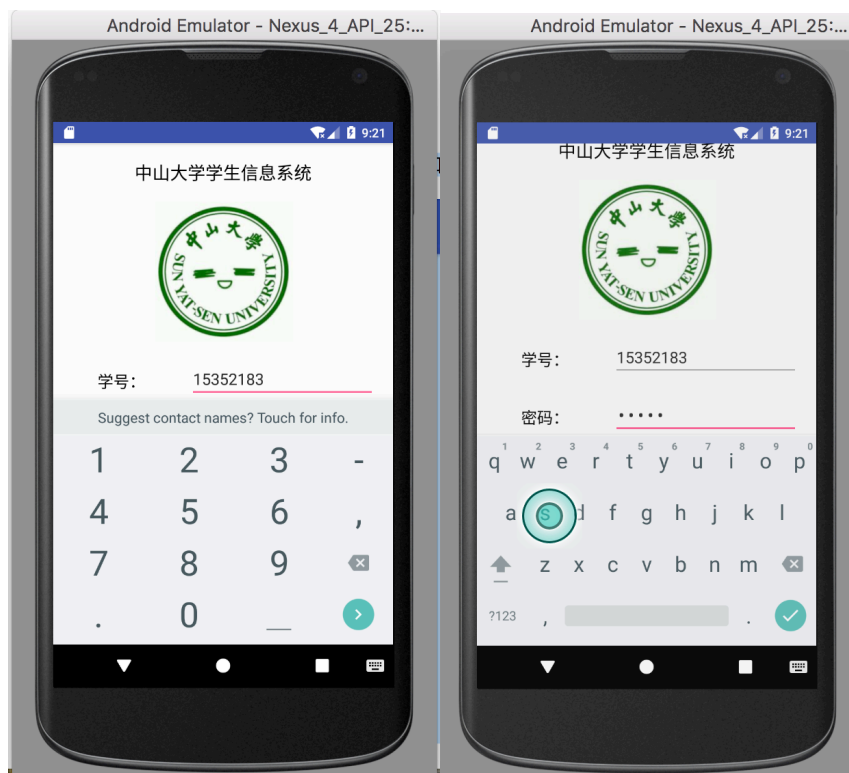 Android Emulator - Nexus_4_API_25:...
9:21
中山大学学生信息系统
中山大學
SUN YAT-SEN UNIVERSITY
学号： 15352183
Suggest contact names? Touch for info.
1 2 3 -
4 5 6 ,
7 8 9
. 0 _
Android Emulator - Nexus_4_API_25:...
9:21
中山大学学生信息系统
中山大學
SUN YAT-SEN UNIVERSITY
学号： 15352183
密码： •••••
1 2 3 4 5 6 7 8 9 0
q w e r t y u i o p
a s d f g h j k l
z x c v b n m
?123 , .